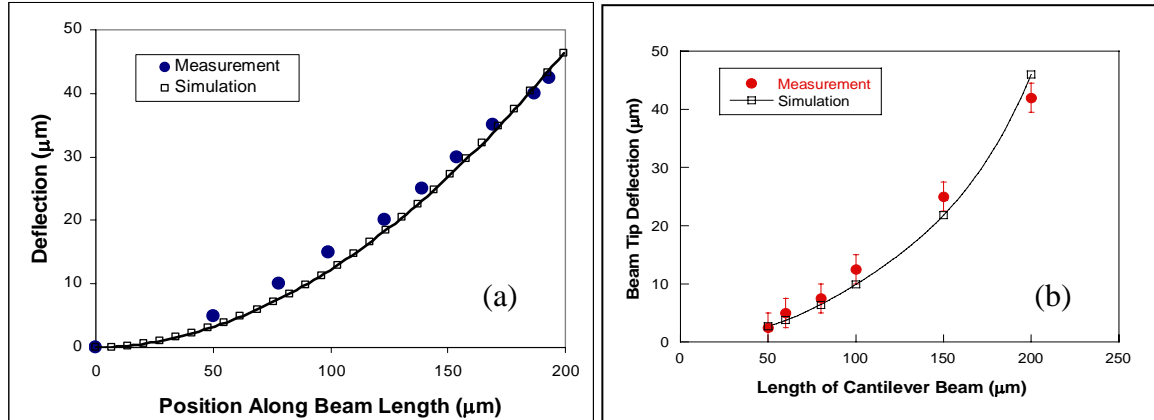 50
40
30
20
10
0
Deflection (μm)
Measurement
Simulation
(a)
0 50 100 150 200
Position Along Beam Length (μm)
50
40
30
20
10
0
Beam Tip Deflection (μm)
Measurement
Simulation
(b)
0 50 100 150 200 250
Length of Cantilever Beam (μm)